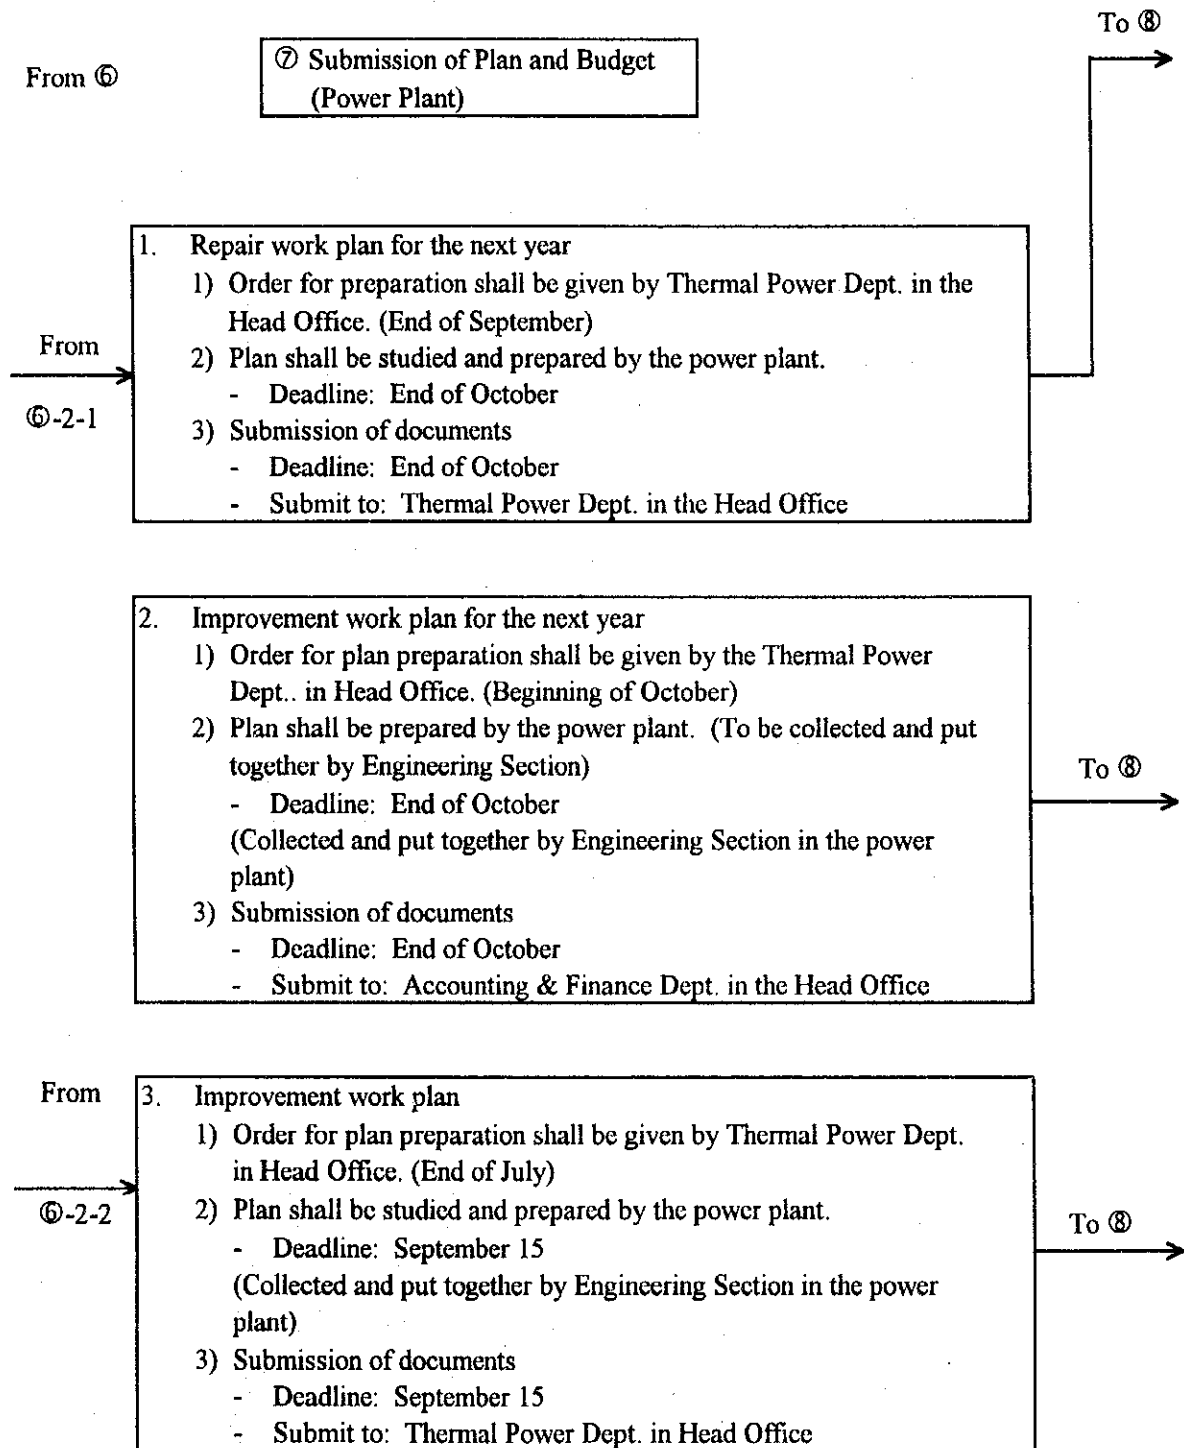 To ⑧
From ⑥
⑦ Submission of Plan and Budget
(Power Plant)
1. Repair work plan for the next year
1) Order for preparation shall be given by Thermal Power Dept. in the
Head Office. (End of September)
2) Plan shall be studied and prepared by the power plant.
- Deadline: End of October
3) Submission of documents
- Deadline: End of October
- Submit to: Thermal Power Dept. in the Head Office
From
⑥-2-1
2. Improvement work plan for the next year
1) Order for plan preparation shall be given by the Thermal Power
Dept.. in Head Office. (Beginning of October)
2) Plan shall be prepared by the power plant. (To be collected and put
together by Engineering Section)
- Deadline: End of October
(Collected and put together by Engineering Section in the power
plant)
3) Submission of documents
- Deadline: End of October
- Submit to: Accounting & Finance Dept. in the Head Office
To ⑧
From
⑥-2-2
3. Improvement work plan
1) Order for plan preparation shall be given by Thermal Power Dept.
in Head Office. (End of July)
2) Plan shall be studied and prepared by the power plant.
- Deadline: September 15
(Collected and put together by Engineering Section in the power
plant)
3) Submission of documents
- Deadline: September 15
- Submit to: Thermal Power Dept. in Head Office
To ⑧